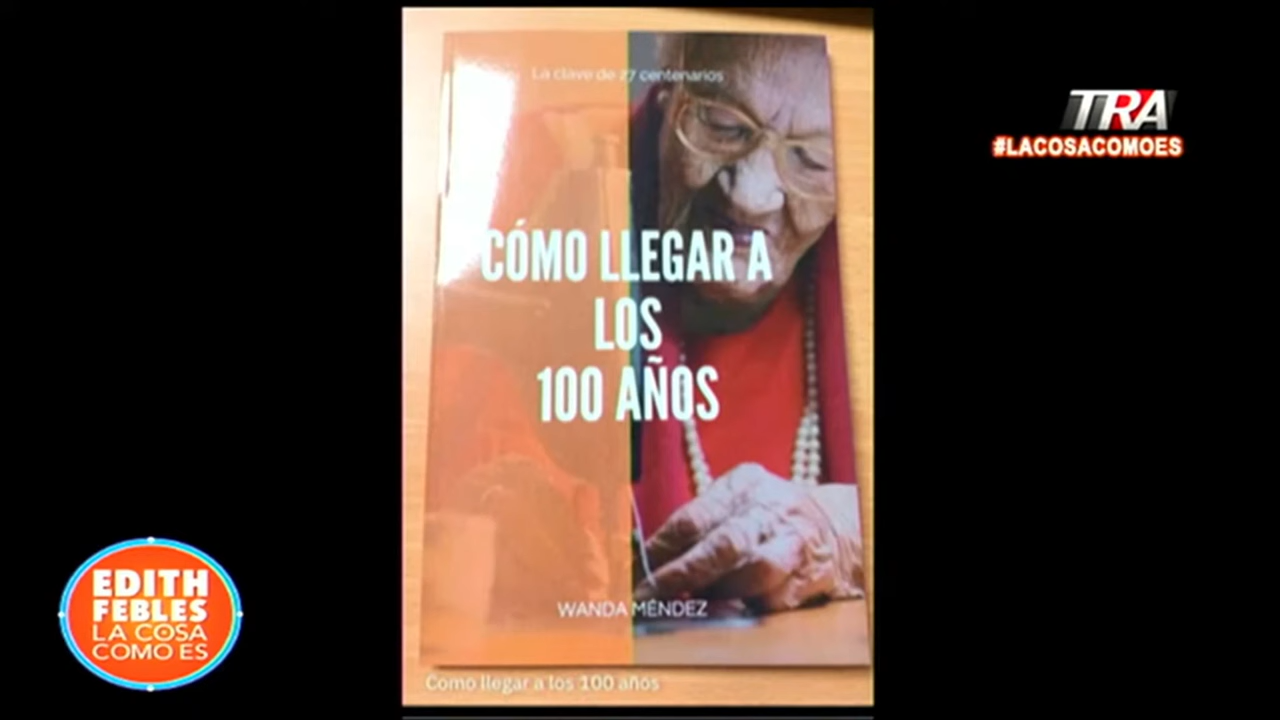 La clave de 27 centenarios
CÓMO LLEGAR A
LOS
100 AÑOS
WANDA MÉNDEZ
Como llegar a los 100 años
TRA
#LACOSACOMOES
EDITH
FEBLES
LA COSA
COMO ES